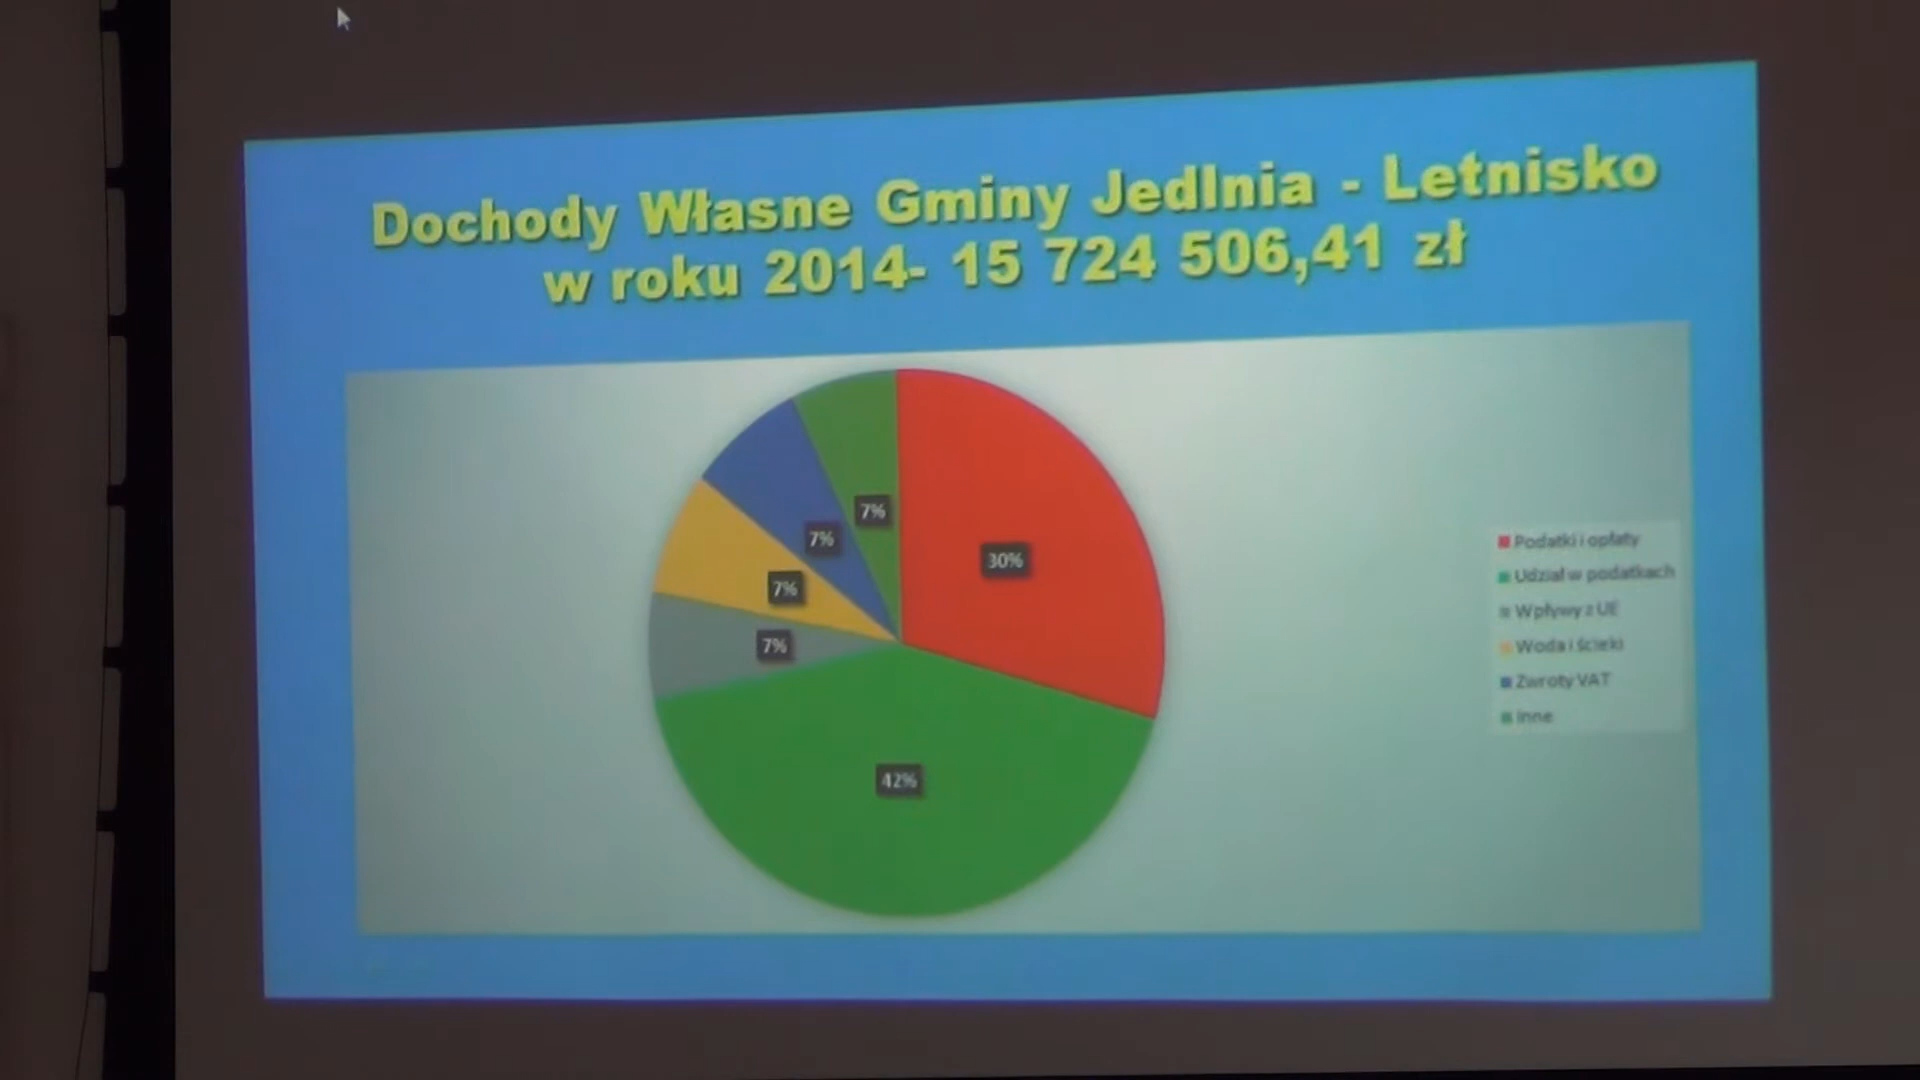 Dochody Własne Gminy Jedlnia - Letnisko
w roku 2014- 15 724 506,41 zł
7%
7%
30%
7%
7%
42%
Podatki i opłaty
Udział w podatkach
Wpływy z UE
Woda i ścieki
Zwroty VAT
Inne